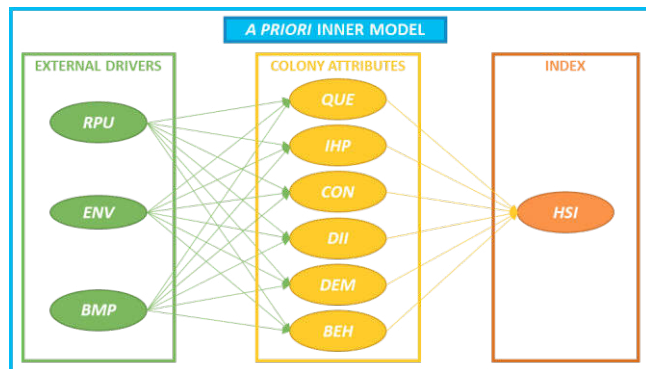 A PRIORI INNER MODEL
EXTERNAL DRIVERS
COLONY ATTRIBUTES
INDEX
RPU
ENV
BMP
QUE
IHP
CON
DII
DEM
BEH
HSI